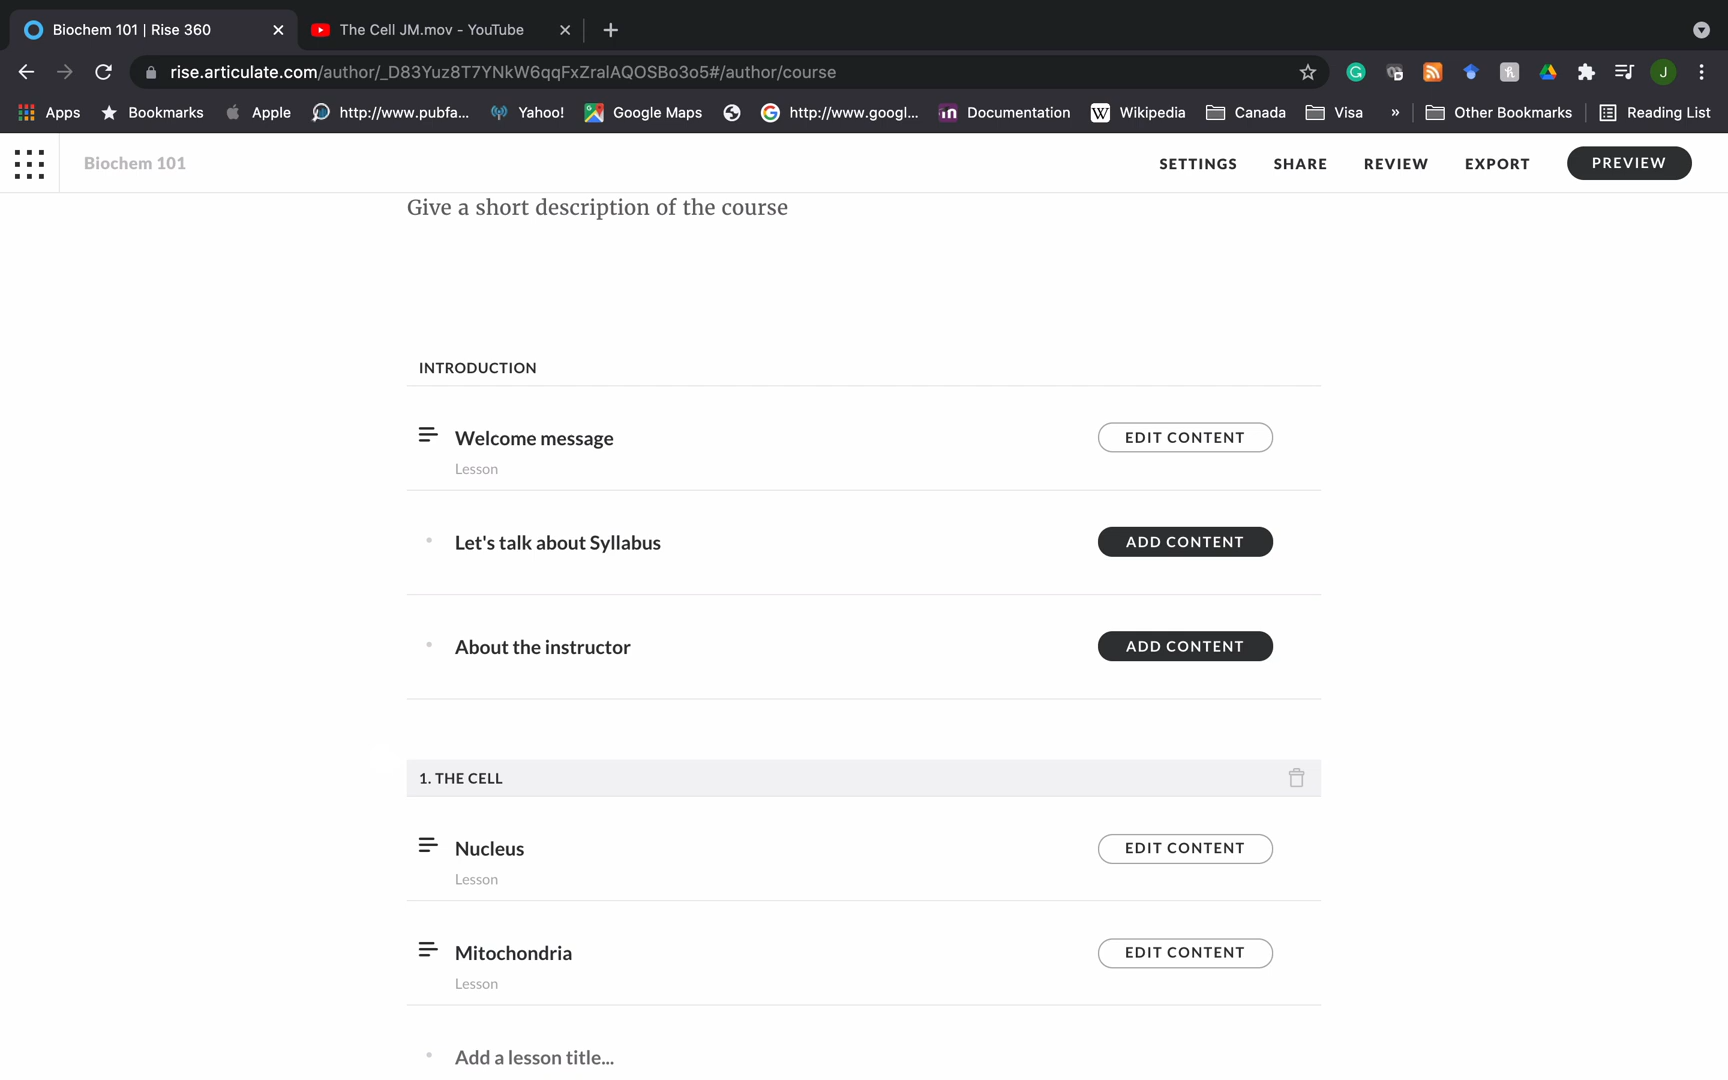 Biochem 101 | Rise 360
The Cell JM.mov - YouTube
rise.articulate.com/author/_D83Yuz8T7YNkW6qqFxZralAQOSBo3o5#/author/course
J
Apps
Bookmarks
Apple
http://www.pubfa...
Yahoo!
Google Maps
http://www.googl...
Documentation
Wikipedia
Canada
Visa
»
Other Bookmarks
Reading List
Biochem 101
SETTINGS
SHARE
REVIEW
EXPORT
PREVIEW
Give a short description of the course
INTRODUCTION
Welcome message
EDIT CONTENT
Lesson
Let's talk about Syllabus
ADD CONTENT
About the instructor
ADD CONTENT
1. THE CELL
Nucleus
EDIT CONTENT
Lesson
Mitochondria
EDIT CONTENT
Lesson
Add a lesson title...